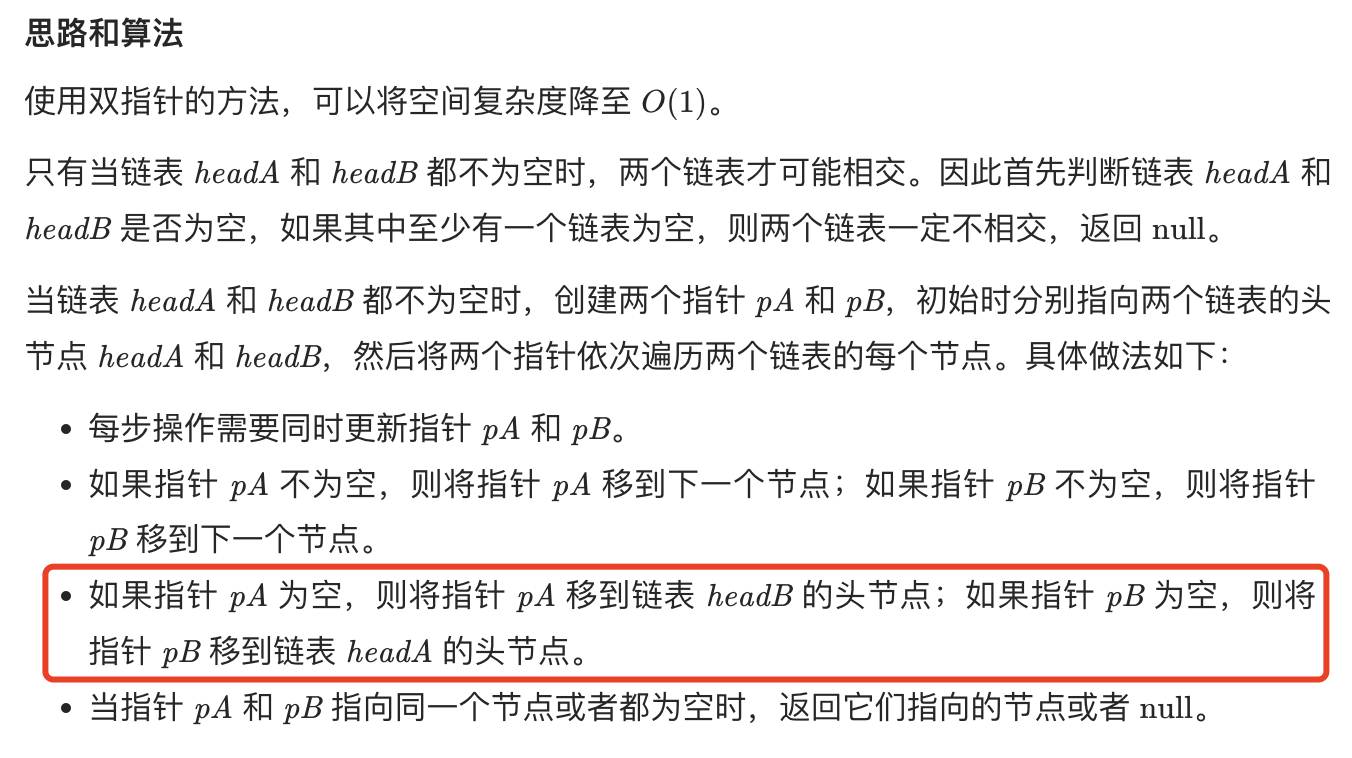 思路和算法
使用双指针的方法，可以将空间复杂度降至 O(1)。
只有当链表 headA 和 headB 都不为空时，两个链表才可能相交。因此首先判断链表 headA 和
headB 是否为空，如果其中至少有一个链表为空，则两个链表一定不相交，返回 null。
当链表 headA 和 headB 都不为空时，创建两个指针 pA 和 pB，初始时分别指向两个链表的头
节点 headA 和 headB，然后将两个指针依次遍历两个链表的每个节点。具体做法如下：
• 每步操作需要同时更新指针 pA 和 pB。
• 如果指针 pA 不为空，则将指针 pA 移到下一个节点；如果指针 pB 不为空，则将指针
pB 移到下一个节点。
• 如果指针 pA 为空，则将指针 pA 移到链表 headB 的头节点；如果指针 pB 为空，则将
指针 pB 移到链表 headA 的头节点。
• 当指针 pA 和 pB 指向同一个节点或者都为空时，返回它们指向的节点或者 null。